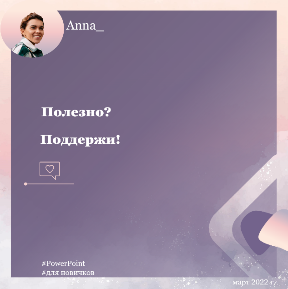 Anna_
Полезно?
Поддержи!
#PowerPoint
#для новичков
март 2022 г.